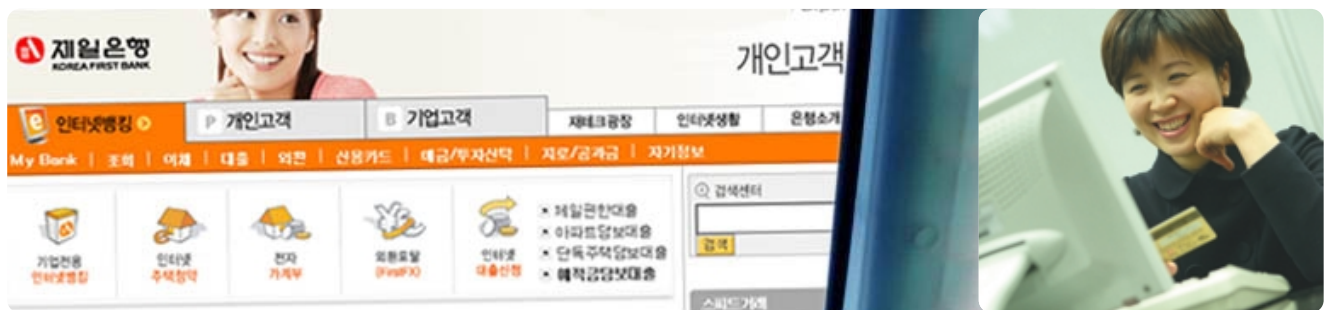 제일은행
KOREA FIRST BANK
개인고객
e 인터넷뱅킹
P 개인고객
B 기업고객
재테크광장
인터넷생활
은행소개
My Bank | 조회 | 이체 | 대출 | 외환 | 신용카드 | 예금/투자신탁 | 지로/공과금 | 자기정보
기업전용
인터넷뱅킹
인터넷
주택청약
전자
가계부
외환포탈
(FirstFX)
인터넷
대출신청
제일편한대출
아파트담보대출
단독주택담보대출
예적금담보대출
검색센터
검색
스피드거래